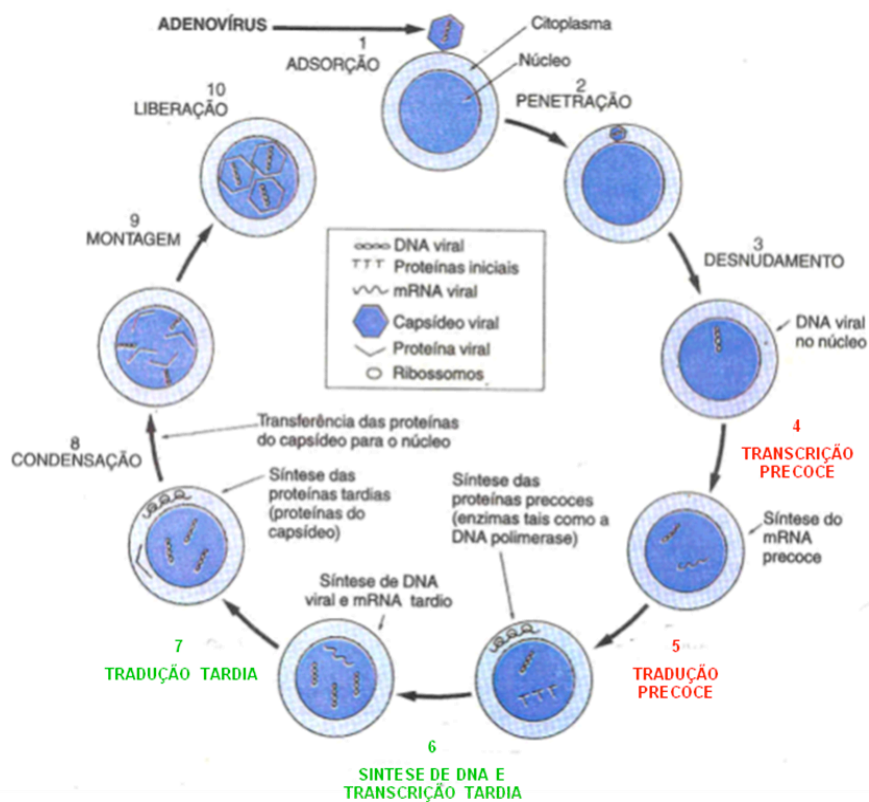 ADENOVÍRUS
1
ADSORÇÃO
Citoplasma
Núcleo
2
PENETRAÇÃO
3
DESNUDAMENTO
DNA viral
no núcleo
4
TRANSCRIÇÃO
PRECOCE
Síntese do
mRNA
precoce
5
TRADUÇÃO
PRECOCE
Síntese das
proteínas precoces
(enzimas tais como a
DNA polimerase)
6
SINTESE DE DNA E
TRANSCRIÇÃO TARDIA
Síntese de DNA
viral e mRNA tardio
7
TRADUÇÃO TARDIA
Síntese das
proteínas tardias
(proteínas do
capsídeo)
8
CONDENSAÇÃO
Transferência das proteínas
do capsídeo para o núcleo
9
MONTAGEM
10
LIBERAÇÃO
DNA viral
Proteínas iniciais
mRNA viral
Capsídeo viral
Proteína viral
Ribossomos